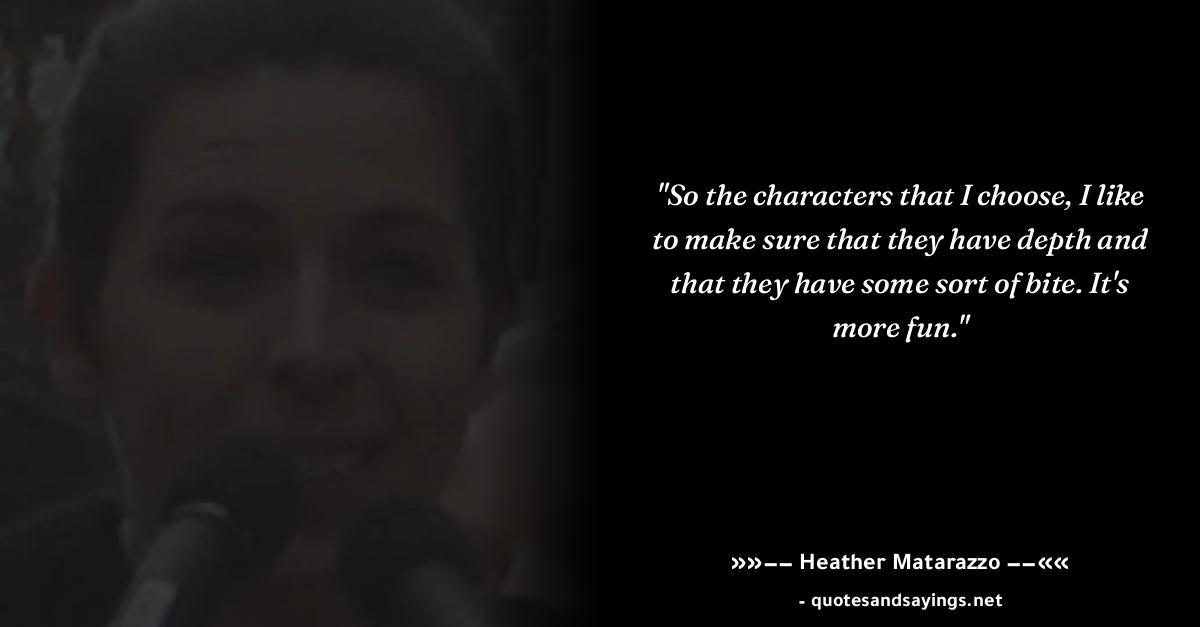 "So the characters that I choose, I like
to make sure that they have depth and
that they have some sort of bite. It's
more fun."
»»−− Heather Matarazzo −−««
- quotesandsayings.net